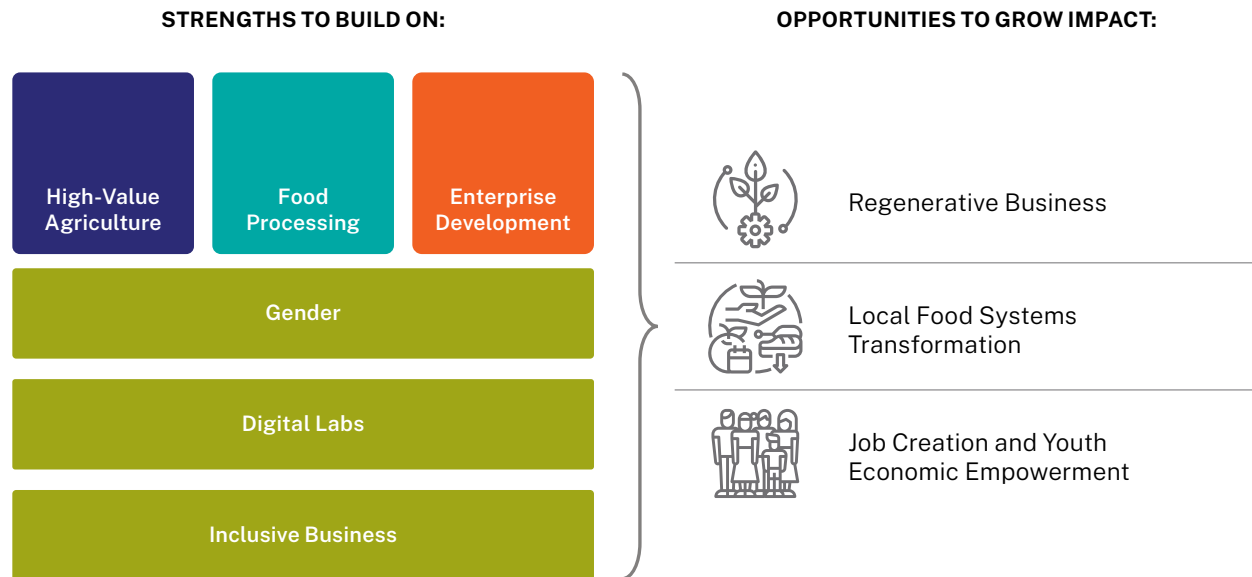 STRENGTHS TO BUILD ON:
High-Value
Agriculture
Food
Processing
Enterprise
Development
Gender
Digital Labs
Inclusive Business
OPPORTUNITIES TO GROW IMPACT:
Regenerative Business
Local Food Systems
Transformation
Job Creation and Youth
Economic Empowerment